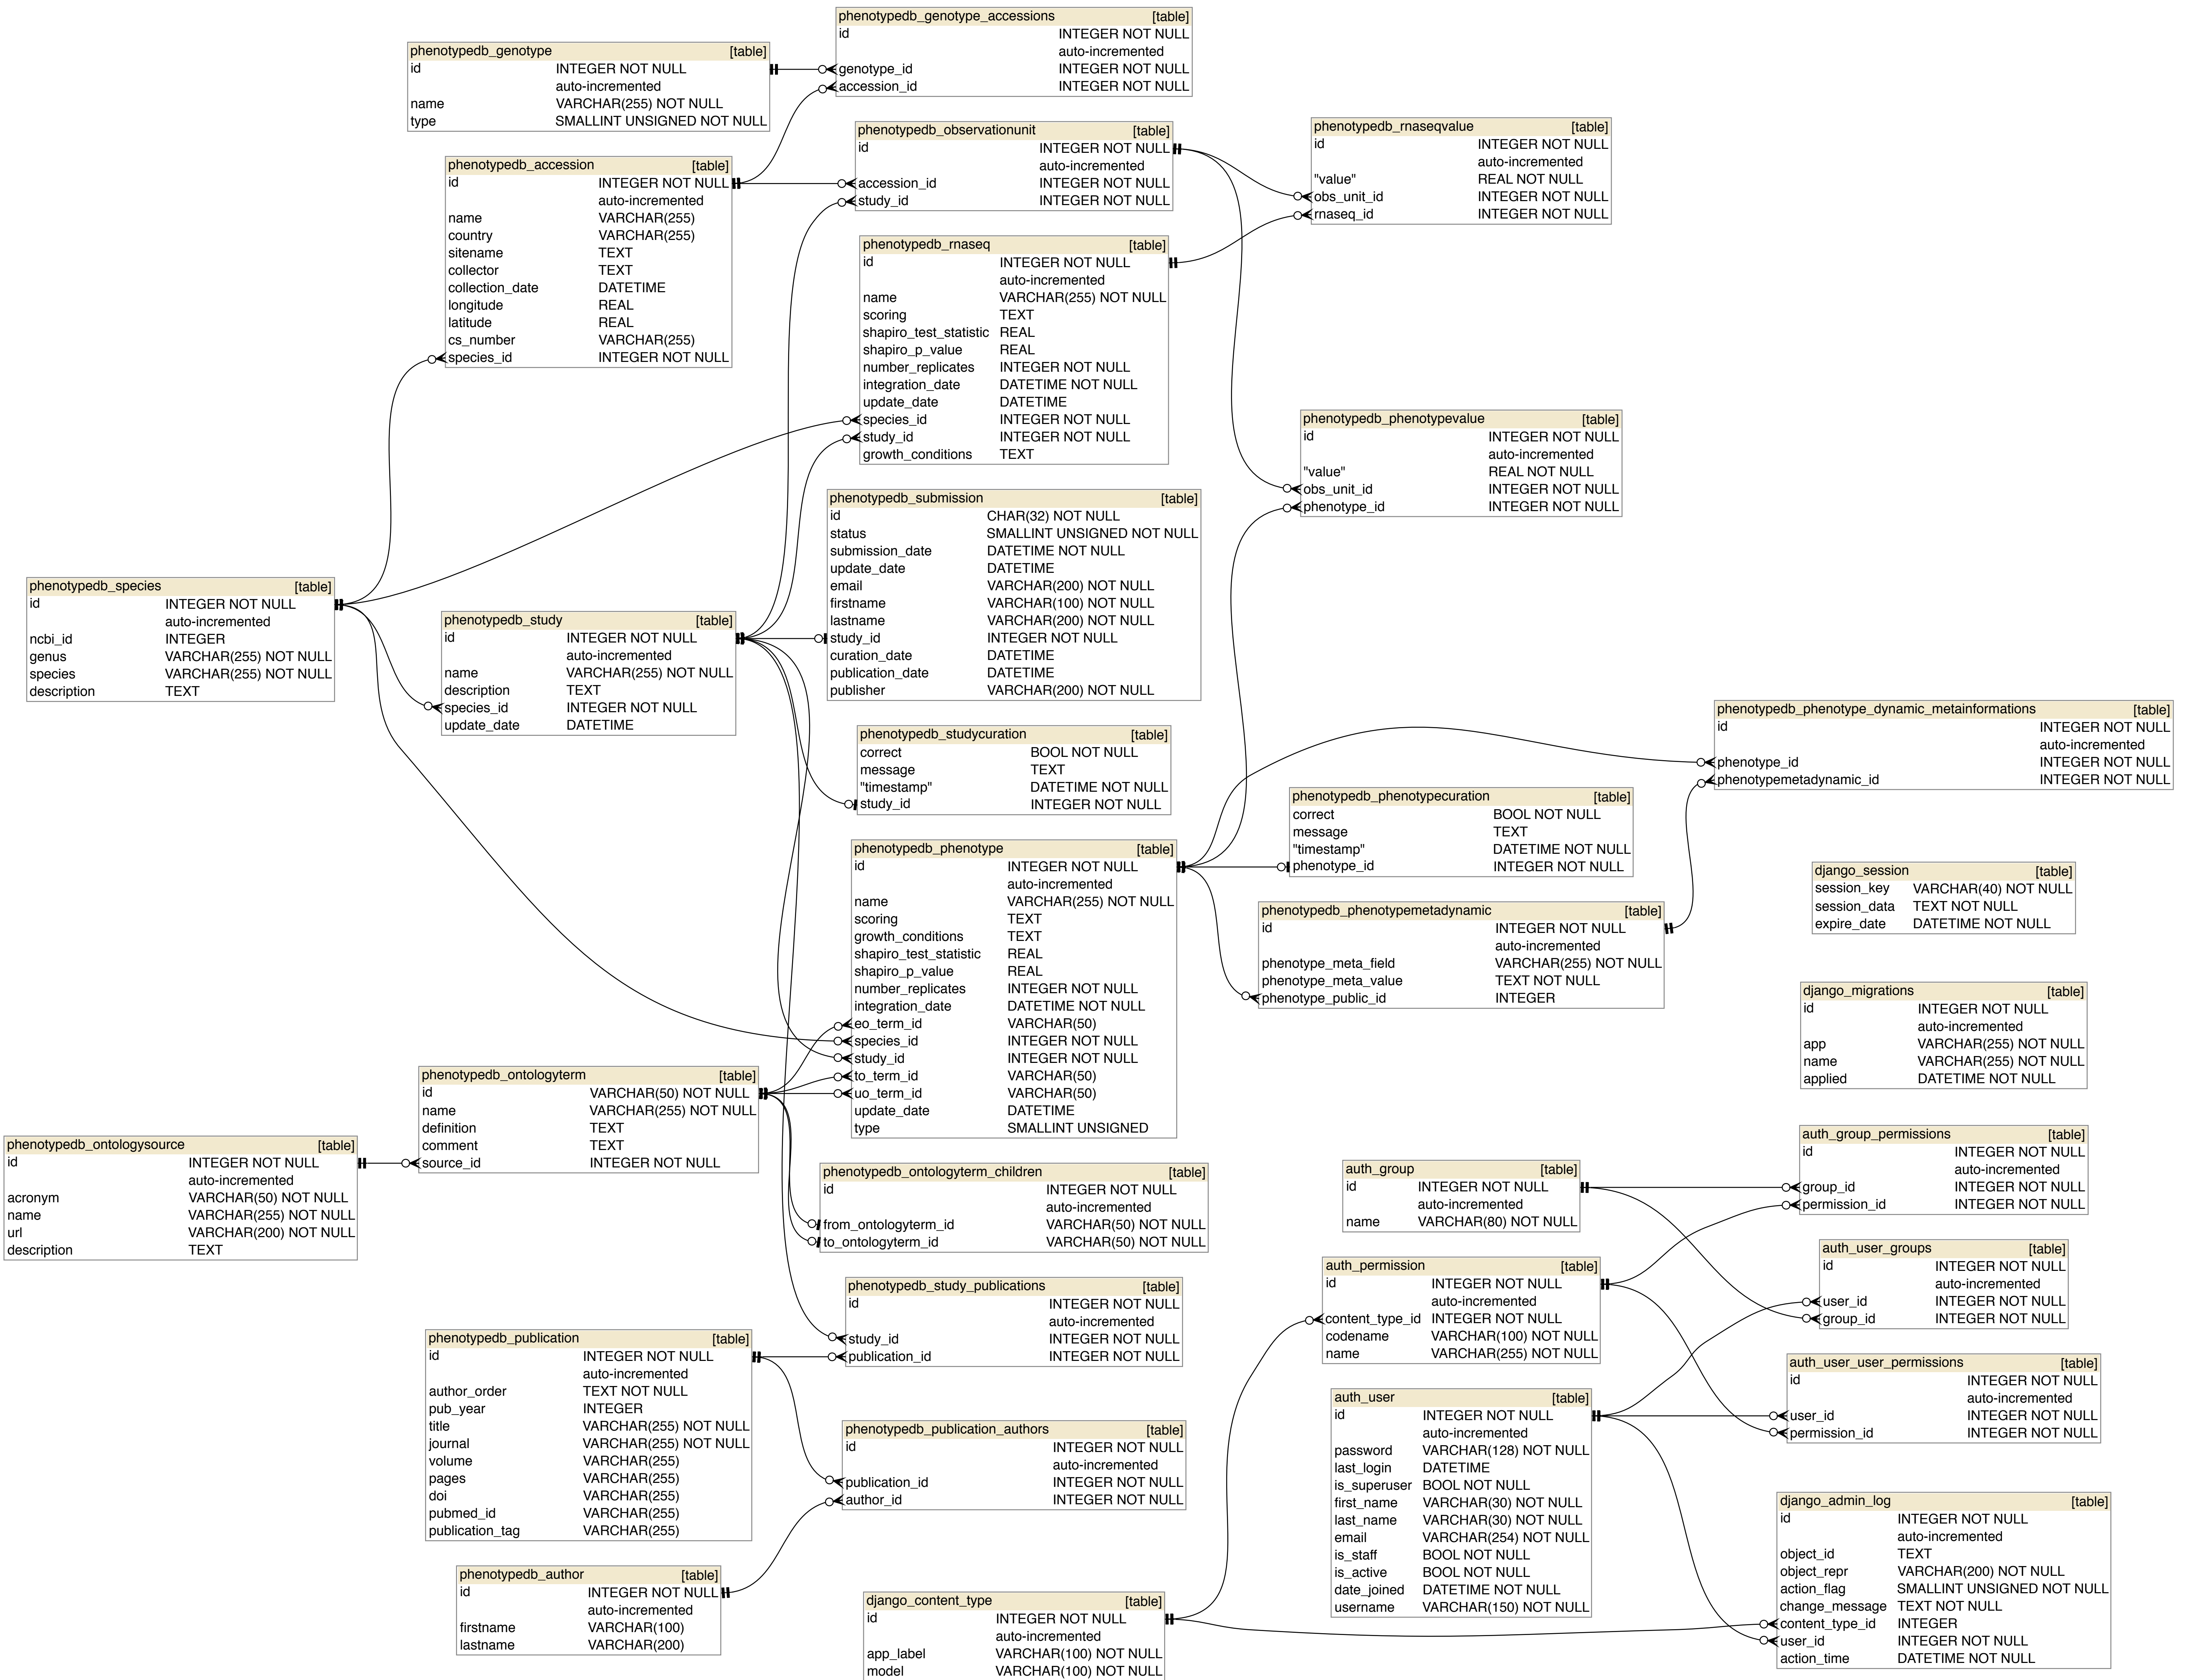 phenotypedb_genotype_accessions [table]
id INTEGER NOT NULL
auto-incremented
genotype_id INTEGER NOT NULL
accession_id INTEGER NOT NULL
phenotypedb_genotype [table]
id INTEGER NOT NULL
auto-incremented
name VARCHAR(255) NOT NULL
type SMALLINT UNSIGNED NOT NULL
phenotypedb_observationunit [table]
id INTEGER NOT NULL
auto-incremented
accession_id INTEGER NOT NULL
study_id INTEGER NOT NULL
phenotypedb_rnaseqvalue [table]
id INTEGER NOT NULL
auto-incremented
"value" REAL NOT NULL
obs_unit_id INTEGER NOT NULL
rnaseq_id INTEGER NOT NULL
phenotypedb_accession [table]
id INTEGER NOT NULL
auto-incremented
name VARCHAR(255)
country VARCHAR(255)
sitename TEXT
collector TEXT
collection_date DATETIME
longitude REAL
latitude REAL
cs_number VARCHAR(255)
species_id INTEGER NOT NULL
phenotypedb_rnaseq [table]
id INTEGER NOT NULL
auto-incremented
name VARCHAR(255) NOT NULL
scoring TEXT
shapiro_test_statistic REAL
shapiro_p_value REAL
number_replicates INTEGER NOT NULL
integration_date DATETIME NOT NULL
update_date DATETIME
species_id INTEGER NOT NULL
study_id INTEGER NOT NULL
growth_conditions TEXT
phenotypedb_phenotypevalue [table]
id INTEGER NOT NULL
auto-incremented
"value" REAL NOT NULL
obs_unit_id INTEGER NOT NULL
phenotype_id INTEGER NOT NULL
phenotypedb_submission [table]
id CHAR(32) NOT NULL
status SMALLINT UNSIGNED NOT NULL
submission_date DATETIME NOT NULL
update_date DATETIME
email VARCHAR(200) NOT NULL
firstname VARCHAR(100) NOT NULL
lastname VARCHAR(200) NOT NULL
study_id INTEGER NOT NULL
curation_date DATETIME
publication_date DATETIME
publisher VARCHAR(200) NOT NULL
phenotypedb_species [table]
id INTEGER NOT NULL
auto-incremented
ncbi_id INTEGER
genus VARCHAR(255) NOT NULL
species VARCHAR(255) NOT NULL
description TEXT
phenotypedb_study [table]
id INTEGER NOT NULL
auto-incremented
name VARCHAR(255) NOT NULL
description TEXT
species_id INTEGER NOT NULL
update_date DATETIME
phenotypedb_phenotype_dynamic_metainformations [table]
id INTEGER NOT NULL
auto-incremented
phenotype_id INTEGER NOT NULL
phenotypemetadynamic_id INTEGER NOT NULL
phenotypedb_studycuration [table]
correct BOOL NOT NULL
message TEXT
"timestamp" DATETIME NOT NULL
study_id INTEGER NOT NULL
phenotypedb_phenotypecuration [table]
correct BOOL NOT NULL
message TEXT
"timestamp" DATETIME NOT NULL
phenotype_id INTEGER NOT NULL
phenotypedb_phenotype [table]
id INTEGER NOT NULL
auto-incremented
name VARCHAR(255) NOT NULL
scoring TEXT
growth_conditions TEXT
shapiro_test_statistic REAL
shapiro_p_value REAL
number_replicates INTEGER NOT NULL
integration_date DATETIME NOT NULL
eo_term_id VARCHAR(50)
species_id INTEGER NOT NULL
study_id INTEGER NOT NULL
to_term_id VARCHAR(50)
uo_term_id VARCHAR(50)
update_date DATETIME
type SMALLINT UNSIGNED
django_session [table]
session_key VARCHAR(40) NOT NULL
session_data TEXT NOT NULL
expire_date DATETIME NOT NULL
phenotypedb_phenotypemetadynamic [table]
id INTEGER NOT NULL
auto-incremented
phenotype_meta_field VARCHAR(255) NOT NULL
phenotype_meta_value TEXT NOT NULL
phenotype_public_id INTEGER
django_migrations [table]
id INTEGER NOT NULL
auto-incremented
app VARCHAR(255) NOT NULL
name VARCHAR(255) NOT NULL
applied DATETIME NOT NULL
phenotypedb_ontologyterm [table]
id VARCHAR(50) NOT NULL
name VARCHAR(255) NOT NULL
definition TEXT
comment TEXT
source_id INTEGER NOT NULL
phenotypedb_ontologysource [table]
id INTEGER NOT NULL
auto-incremented
acronym VARCHAR(50) NOT NULL
name VARCHAR(255) NOT NULL
url VARCHAR(200) NOT NULL
description TEXT
phenotypedb_ontologyterm_children [table]
id INTEGER NOT NULL
auto-incremented
from_ontologyterm_id VARCHAR(50) NOT NULL
to_ontologyterm_id VARCHAR(50) NOT NULL
auth_group_permissions [table]
id INTEGER NOT NULL
auto-incremented
group_id INTEGER NOT NULL
permission_id INTEGER NOT NULL
auth_group [table]
id INTEGER NOT NULL
auto-incremented
name VARCHAR(80) NOT NULL
auth_user_groups [table]
id INTEGER NOT NULL
auto-incremented
user_id INTEGER NOT NULL
group_id INTEGER NOT NULL
auth_permission [table]
id INTEGER NOT NULL
auto-incremented
content_type_id INTEGER NOT NULL
codename VARCHAR(100) NOT NULL
name VARCHAR(255) NOT NULL
phenotypedb_study_publications [table]
id INTEGER NOT NULL
auto-incremented
study_id INTEGER NOT NULL
publication_id INTEGER NOT NULL
phenotypedb_publication [table]
id INTEGER NOT NULL
auto-incremented
author_order TEXT NOT NULL
pub_year INTEGER
title VARCHAR(255) NOT NULL
journal VARCHAR(255) NOT NULL
volume VARCHAR(255)
pages VARCHAR(255)
doi VARCHAR(255)
pubmed_id VARCHAR(255)
publication_tag VARCHAR(255)
auth_user_user_permissions [table]
id INTEGER NOT NULL
auto-incremented
user_id INTEGER NOT NULL
permission_id INTEGER NOT NULL
auth_user [table]
id INTEGER NOT NULL
auto-incremented
password VARCHAR(128) NOT NULL
last_login DATETIME
is_superuser BOOL NOT NULL
first_name VARCHAR(30) NOT NULL
last_name VARCHAR(30) NOT NULL
email VARCHAR(254) NOT NULL
is_staff BOOL NOT NULL
is_active BOOL NOT NULL
date_joined DATETIME NOT NULL
username VARCHAR(150) NOT NULL
phenotypedb_publication_authors [table]
id INTEGER NOT NULL
auto-incremented
publication_id INTEGER NOT NULL
author_id INTEGER NOT NULL
django_admin_log [table]
id INTEGER NOT NULL
auto-incremented
object_id TEXT
object_repr VARCHAR(200) NOT NULL
action_flag SMALLINT UNSIGNED NOT NULL
change_message TEXT NOT NULL
content_type_id INTEGER
user_id INTEGER NOT NULL
action_time DATETIME NOT NULL
phenotypedb_author [table]
id INTEGER NOT NULL
auto-incremented
firstname VARCHAR(100)
lastname VARCHAR(200)
django_content_type [table]
id INTEGER NOT NULL
auto-incremented
app_label VARCHAR(100) NOT NULL
model VARCHAR(100) NOT NULL